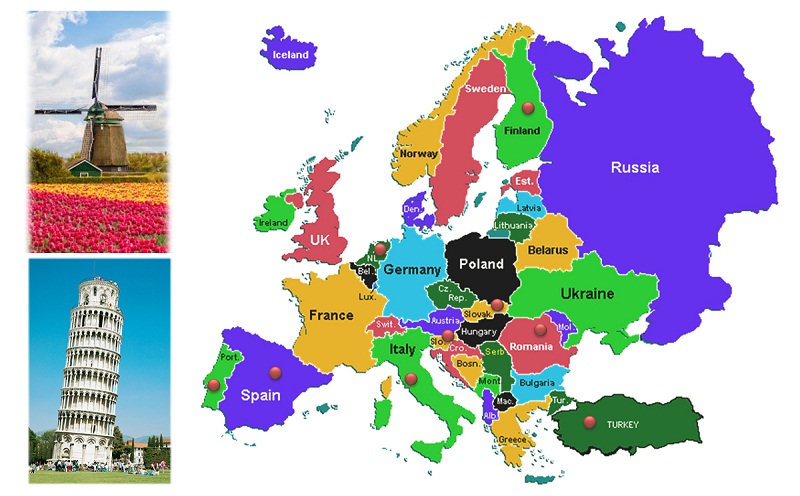 Iceland
Sweden
Finland
Norway
Russia
Est.
Latvia
Lithuania
Den.
Ireland
UK
NL
Bel.
Lux.
Germany
Poland
Belarus
Ukraine
Cz.
Rep.
Slovak.
France
Swit.
Austria
Hungary
Mol
Romania
Slo.
Cro.
Italy
Bosn.
Serb
Mont
Bulgaria
Port.
Spain
Mac.
Alb.
Tur.
TURKEY
Greece